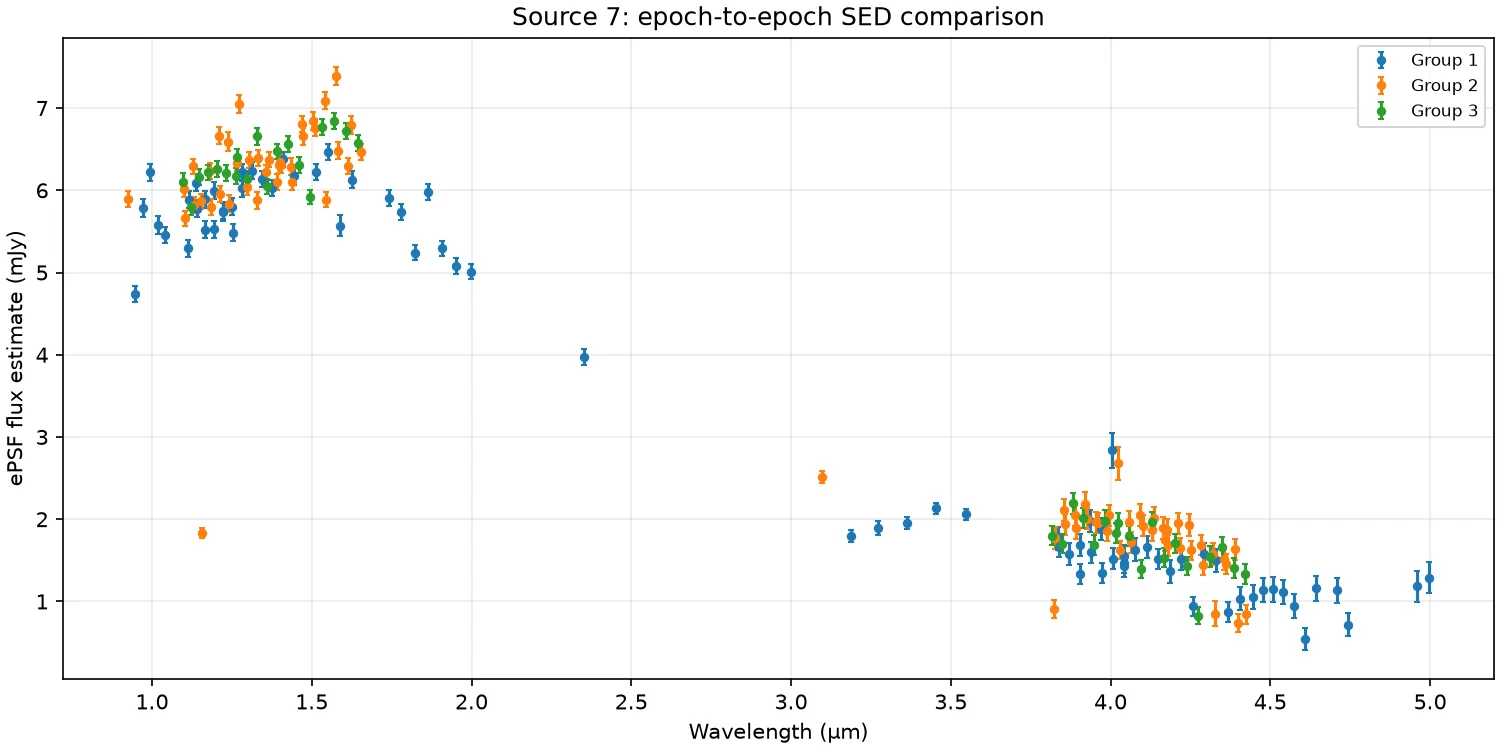 Source 7: epoch-to-epoch SED comparison
Group 1
Group 2
Group 3
ePSF flux estimate (mJy)
7
6
5
4
3
2
1
1.0 1.5 2.0 2.5 3.0 3.5 4.0 4.5 5.0
Wavelength (μm)